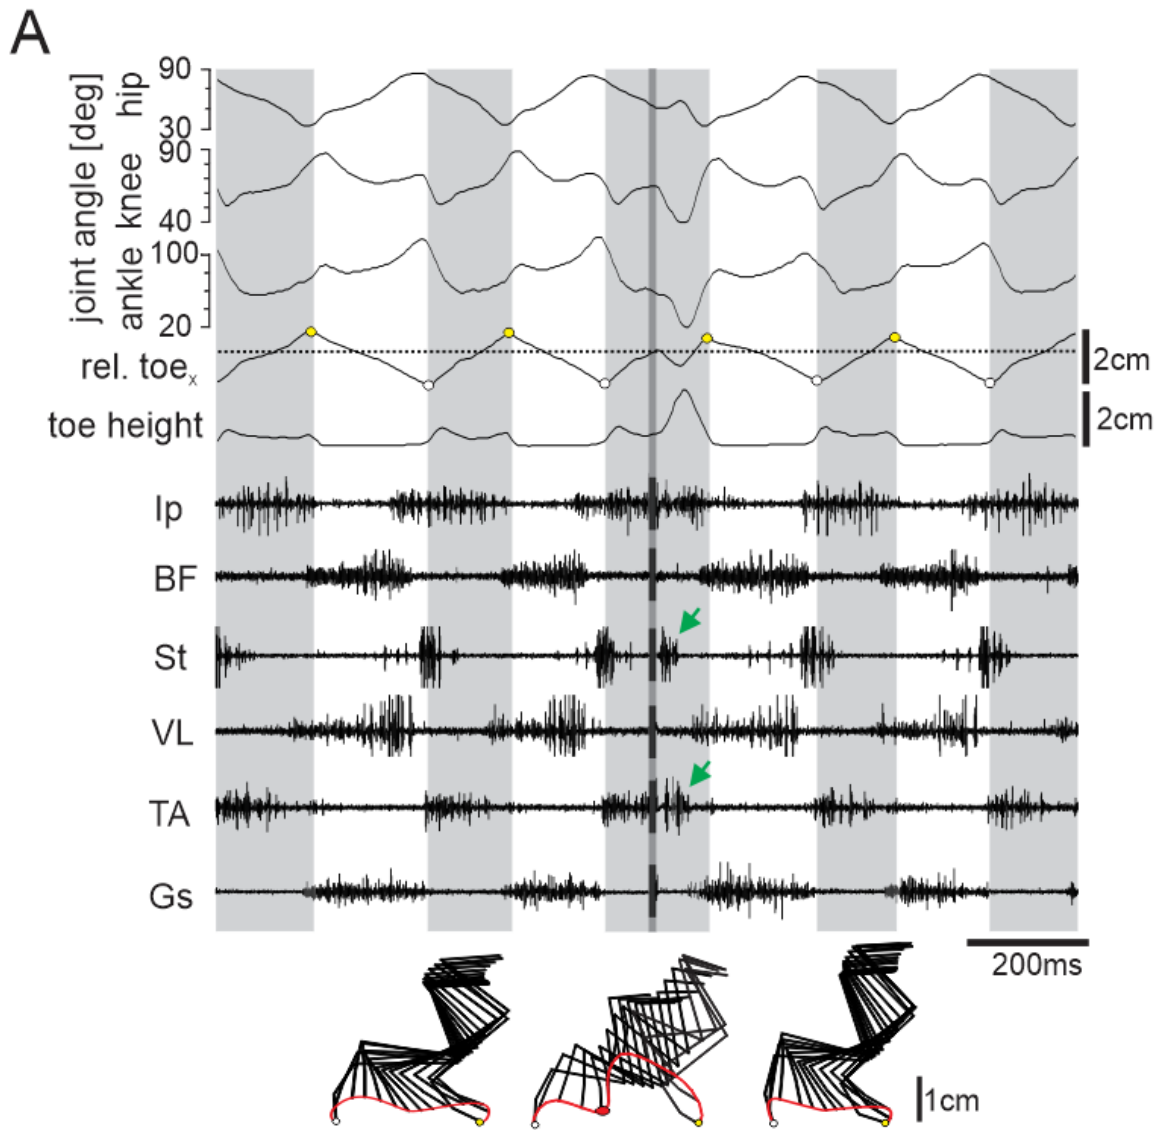 A
joint angle [deg]
hip
90
30
knee
90
40
ankle
100
20
rel. toex
2cm
toe height
2cm
Ip
BF
St
VL
TA
Gs
200ms
1cm